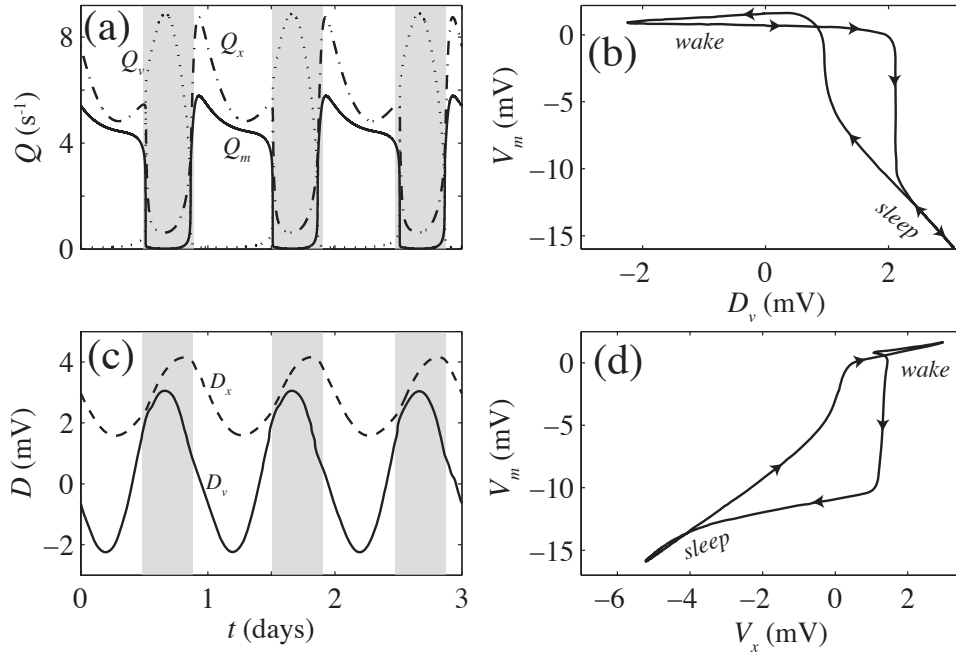 (a)
8
4
0
Q (s⁻¹)
Q_v
Q_x
Q_m
(b)
0
−5
−10
−15
V_m (mV)
wake
sleep
−2
0
2
D_v (mV)
(c)
4
2
0
−2
D (mV)
D_x
D_v
0
1
2
3
t (days)
(d)
0
−5
−10
−15
V_m (mV)
wake
sleep
−6
−4
−2
0
2
V_x (mV)